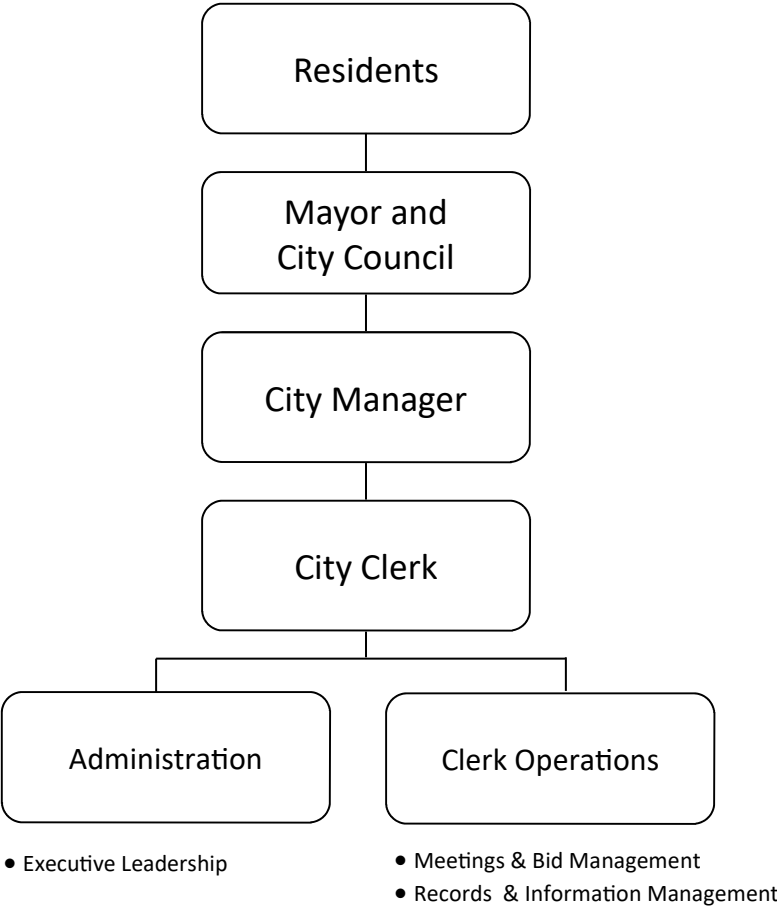 Residents
Mayor and
City Council
City Manager
City Clerk
Administration
Clerk Operations
• Executive Leadership
• Meetings & Bid Management
• Records & Information Management